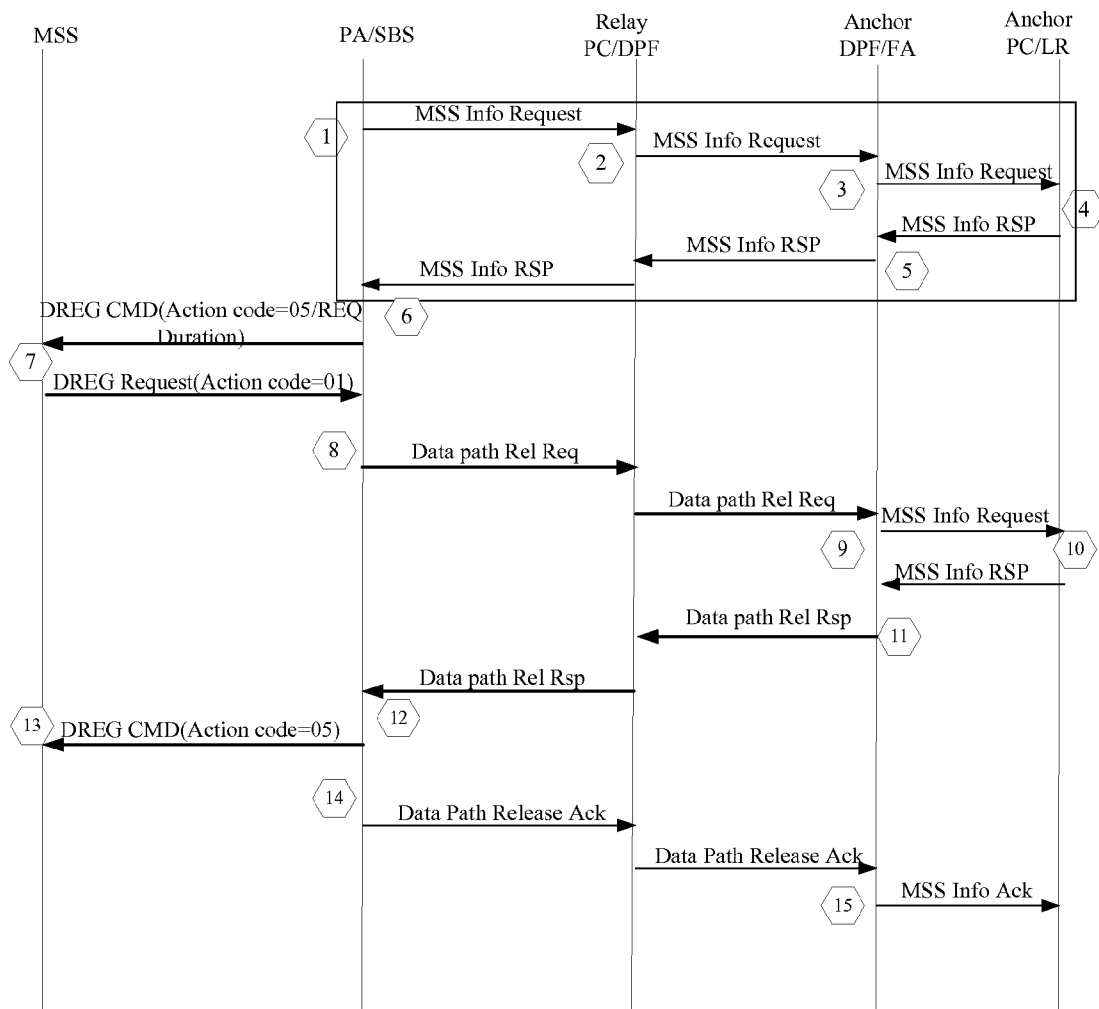 MSS
PA/SBS
Relay
PC/DPF
Anchor
DPF/FA
Anchor
PC/LR
1
MSS Info Request
2
MSS Info Request
3
MSS Info Request
4
MSS Info RSP
MSS Info RSP
5
MSS Info RSP
6
DREG CMD(Action code=05/REQ
Duration)
7
DREG Request(Action code=01)
8
Data path Rel Req
Data path Rel Req
9
MSS Info Request
10
MSS Info RSP
Data path Rel Rsp
11
Data path Rel Rsp
12
13
DREG CMD(Action code=05)
14
Data Path Release Ack
Data Path Release Ack
15
MSS Info Ack